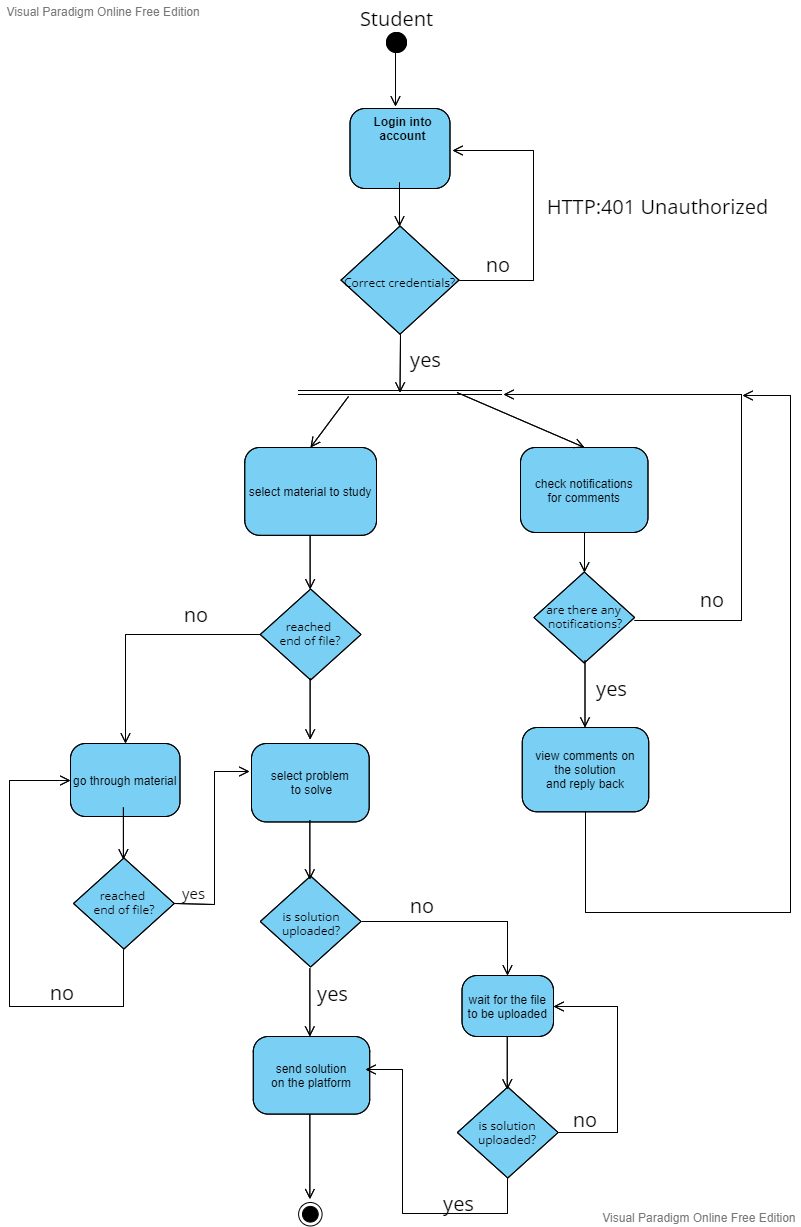 Visual Paradigm Online Free Edition
Student
Login into
account
HTTP:401 Unauthorized
no
Correct credentials?
yes
select material to study
check notifications
for comments
no
reached
end of file?
are there any
notifications?
no
yes
go through material
select problem
to solve
view comments on
the solution
and reply back
reached
end of file?
yes
no
is solution
uploaded?
no
yes
wait for the file
to be uploaded
send solution
on the platform
is solution
uploaded?
no
yes
Visual Paradigm Online Free Edition